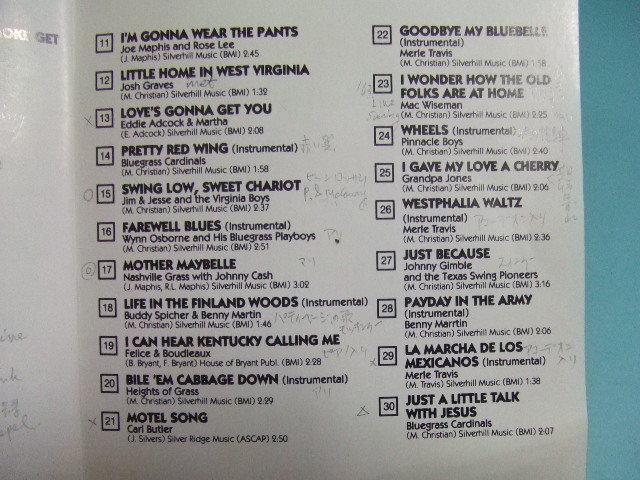 OKE GET
11 I'M GONNA WEAR THE PANTS
Joe Maphis and Rose Lee
(J. Maphis) Silverhill Music (BMI) 2:45
12 LITTLE HOME IN WEST VIRGINIA
Josh Graves
(M. Christian) Silverhill Music (BMI) 1:32
x 13 LOVE'S GONNA GET YOU
Eddie Adcock & Martha
(E. Adcock) Silverhill Music (BMI) 2:08
14 PRETTY RED WING (Instrumental) 赤い翼
Bluegrass Cardinals
(M. Christian) Silverhill Music (BMI) 1:58
○ 15 SWING LOW, SWEET CHARIOT
Jim & Jesse and the Virginia Boys
(M. Christian) Silverhill Music (BMI) 2:37
16 FAREWELL BLUES (Instrumental)
Wynn Osborne and His Bluegrass Playboys
(M. Christian) Silverhill Music (BMI) 2:51
17 MOTHER MAYBELLE
Nashville Grass with Johnny Cash
(J. Maphis, R.L. Maphis) Silverhill Music (BMI) 3:02
18 LIFE IN THE FINLAND WOODS (Instrumental)
Buddy Spicher & Benny Martin
(M. Christian) Silverhill Music (BMI) 1:46
19 I CAN HEAR KENTUCKY CALLING ME
Felice & Boudleaux
(B. Bryant, F. Bryant) House of Bryant Publ. (BMI) 2:28
20 BILE 'EM CABBAGE DOWN (Instrumental)
Heights of Grass
(M. Christian) Silverhill Music (BMI) 2:29
x 21 MOTEL SONG
Carl Butler
(J. Silvers) Silver Ridge Music (ASCAP) 2:50
22 GOODBYE MY BLUEBELLE
(Instrumental)
Merle Travis
(M. Christian) Silverhill Music (BMI) 1:58
23 I WONDER HOW THE OLD
FOLKS ARE AT HOME
Mac Wiseman
(M. Christian) Silverhill Music (BMI) 2:25
24 WHEELS (Instrumental)
Pinnacle Boys
(M. Christian) Silverhill Music (BMI) 2:40
25 I GAVE MY LOVE A CHERRY
Grandpa Jones
(M. Christian) Silverhill Music (BMI) 2:06
26 WESTPHALIA WALTZ
(Instrumental)
Merle Travis
(M. Christian) Silverhill Music (BMI) 2:36
27 JUST BECAUSE
Johnny Gimble
and the Texas Swing Pioneers
(M. Christian) Silverhill Music (BMI) 3:16
28 PAYDAY IN THE ARMY
Benny Marrtin
(M. Christian) Silverhill Music (BMI) 2:06
x 29 LA MARCHA DE LOS
MEXICANOS (Instrumental)
Merle Travis
(M. Travis) Silverhill Music (BMI) 1:38
△ 30 JUST A LITTLE TALK
WITH JESUS
Bluegrass Cardinals
(M. Christian) Silverhill Music (BMI) 2:07